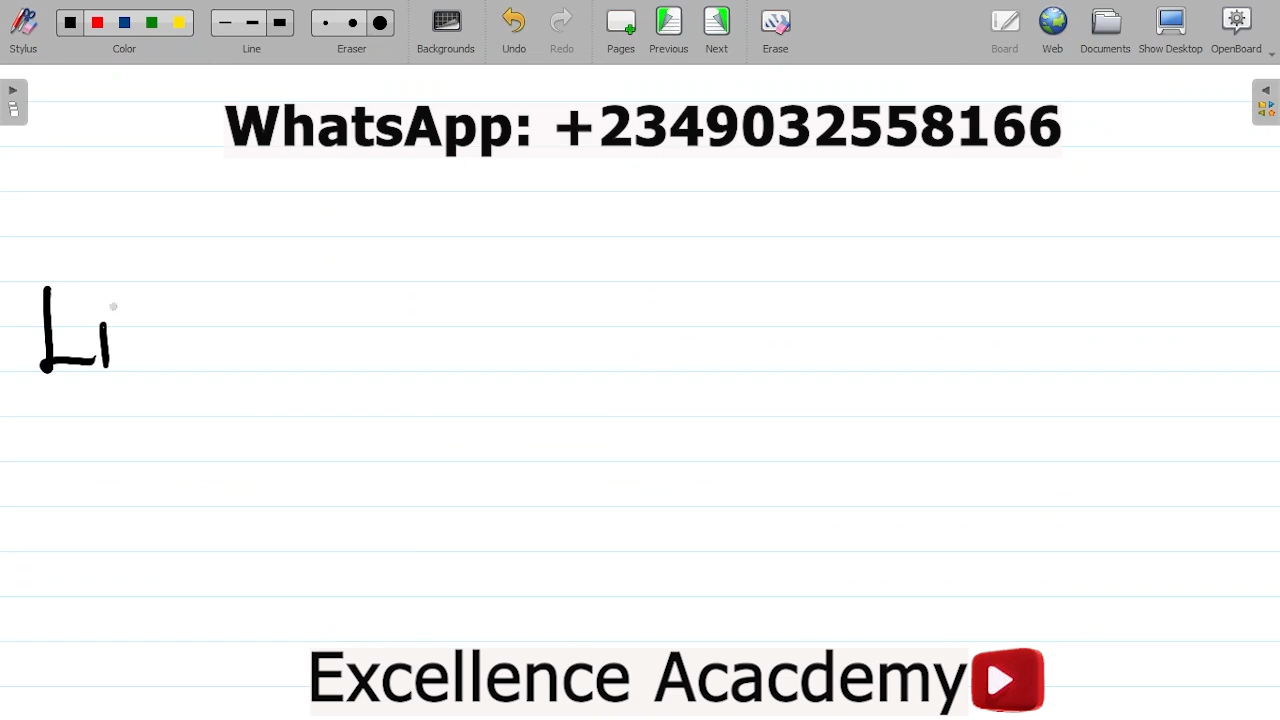 Stylus Color Line Eraser Backgrounds Undo Redo Pages Previous Next Erase Board Web Documents Show Desktop OpenBoard
WhatsApp: +2349032558166
Li
Excellence Acacdemy